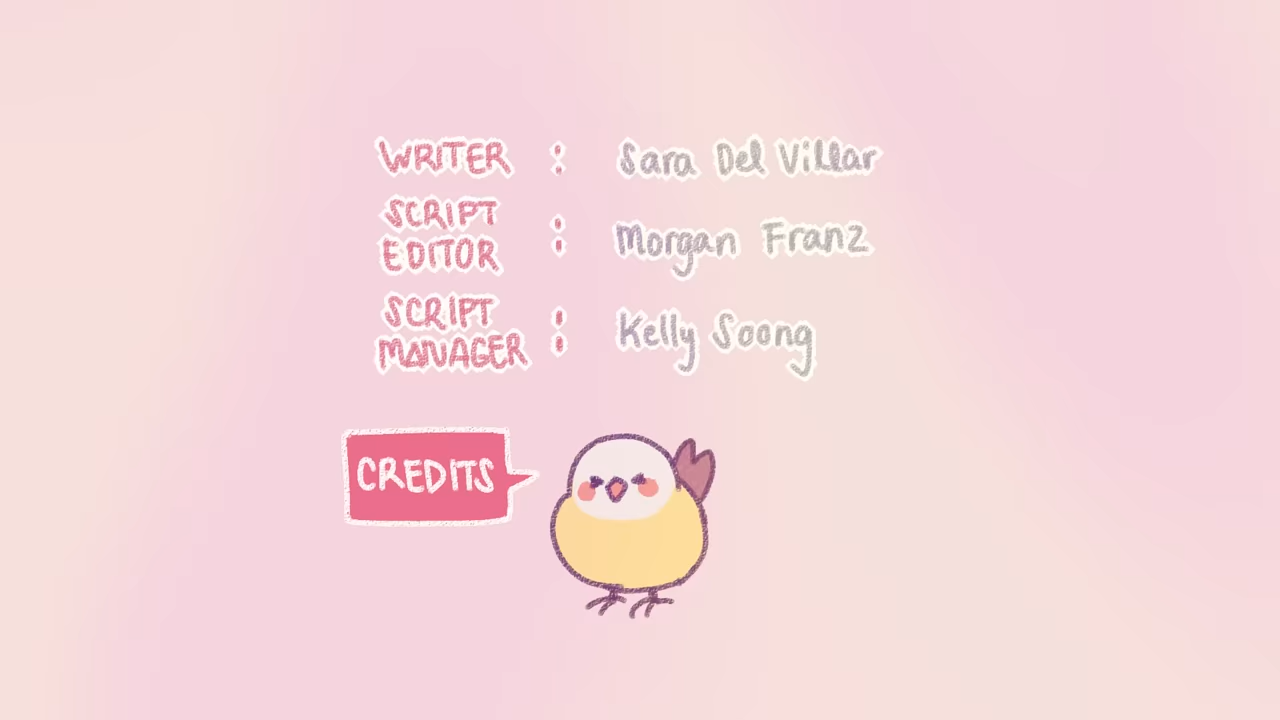 WRITER : Sara Del Villar
SCRIPT
EDITOR : Morgan Franz
SCRIPT
MANAGER : Kelly Soong
CREDITS